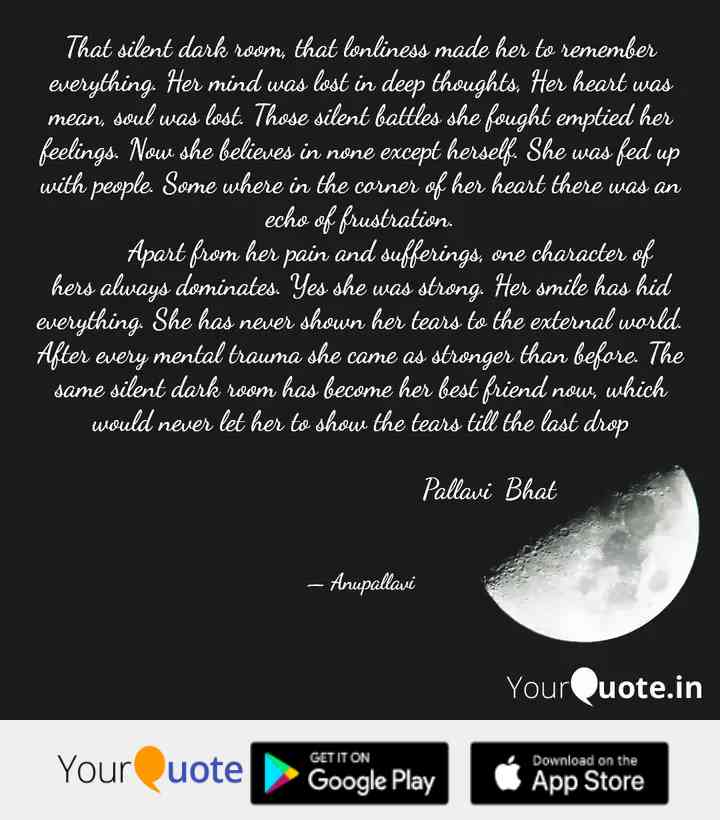 That silent dark room, that lonliness made her to remember
everything. Her mind was lost in deep thoughts, Her heart was
mean, soul was lost. Those silent battles she fought emptied her
feelings. Now she believes in none except herself. She was fed up
with people. Some where in the corner of her heart there was an
echo of frustration.
Apart from her pain and sufferings, one character of
hers always dominates. Yes she was strong. Her smile has hid
everything. She has never shown her tears to the external world.
After every mental trauma she came as stronger than before. The
same silent dark room has become her best friend now, which
would never let her to show the tears till the last drop
Pallavi Bhat
— Anupallavi
YourQuote.in
YourQuote
GET IT ON
Google Play
Download on the
App Store